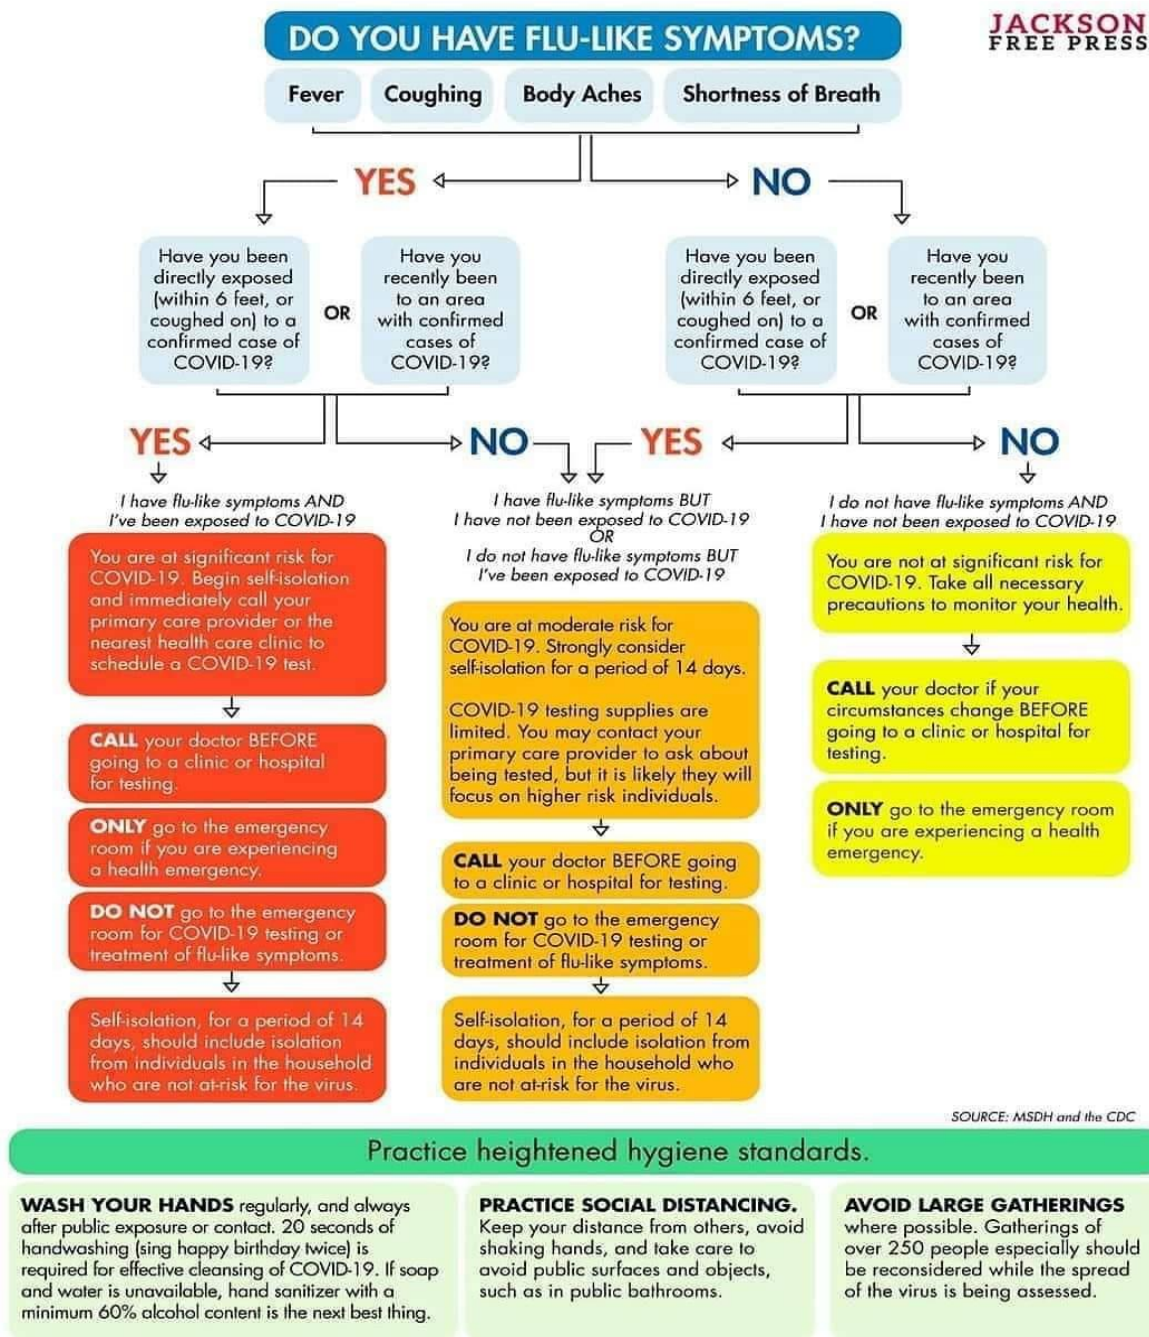 DO YOU HAVE FLU-LIKE SYMPTOMS?
JACKSON
FREE PRESS
Fever
Coughing
Body Aches
Shortness of Breath
YES
NO
Have you been
directly exposed
(within 6 feet, or
coughed on) to a
confirmed case of
COVID-19?
OR
Have you
recently been
to an area
with confirmed
cases of
COVID-19?
Have you been
directly exposed
(within 6 feet, or
coughed on) to a
confirmed case of
COVID-19?
OR
Have you
recently been
to an area
with confirmed
cases of
COVID-19?
YES
NO
YES
NO
I have flu-like symptoms AND
I've been exposed to COVID-19
You are at significant risk for
COVID-19. Begin self-isolation
and immediately call your
primary care provider or the
nearest health care clinic to
schedule a COVID-19 test.
CALL your doctor BEFORE
going to a clinic or hospital
for testing.
ONLY go to the emergency
room if you are experiencing
a health emergency.
DO NOT go to the emergency
room for COVID-19 testing or
treatment of flu-like symptoms.
Self-isolation, for a period of 14
days, should include isolation
from individuals in the household
who are not at-risk for the virus.
I have flu-like symptoms BUT
I have not been exposed to COVID-19
OR
I do not have flu-like symptoms BUT
I've been exposed to COVID-19
You are at moderate risk for
COVID-19. Strongly consider
self-isolation for a period of 14 days.
COVID-19 testing supplies are
limited. You may contact your
primary care provider to ask about
being tested, but it is likely they will
focus on higher risk individuals.
CALL your doctor BEFORE going
to a clinic or hospital for testing.
DO NOT go to the emergency
room for COVID-19 testing or
treatment of flu-like symptoms.
Self-isolation, for a period of 14
days, should include isolation from
individuals in the household who
are not at-risk for the virus.
I do not have flu-like symptoms AND
I have not been exposed to COVID-19
You are not at significant risk for
COVID-19. Take all necessary
precautions to monitor your health.
CALL your doctor if your
circumstances change BEFORE
going to a clinic or hospital for
testing.
ONLY go to the emergency room
if you are experiencing a health
emergency.
SOURCE: MSDH and the CDC
Practice heightened hygiene standards.
WASH YOUR HANDS regularly, and always
after public exposure or contact. 20 seconds of
handwashing (sing happy birthday twice) is
required for effective cleansing of COVID-19. If soap
and water is unavailable, hand sanitizer with a
minimum 60% alcohol content is the next best thing.
PRACTICE SOCIAL DISTANCING.
Keep your distance from others, avoid
shaking hands, and take care to
avoid public surfaces and objects,
such as in public bathrooms.
AVOID LARGE GATHERINGS
where possible. Gatherings of
over 250 people especially should
be reconsidered while the spread
of the virus is being assessed.